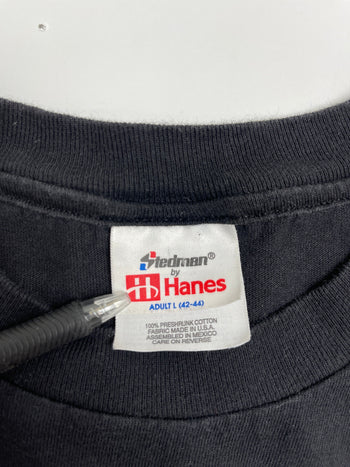 Stedman®
by
Hanes
ADULT L (42-44)
100% PRESHRUNK COTTON
FABRIC MADE IN U.S.A.
ASSEMBLED IN MEXICO
CARE ON REVERSE